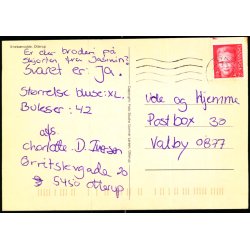 Er der broderi på
skjorten fra Jasmin?
Svaret er Ja.
Størrelse bluse: XL.
Bukser: 42
afs.
Charlotte D. Iversen
20
5450 Otterup
Ude og Hjemme
Postbox 30
Valby 0877